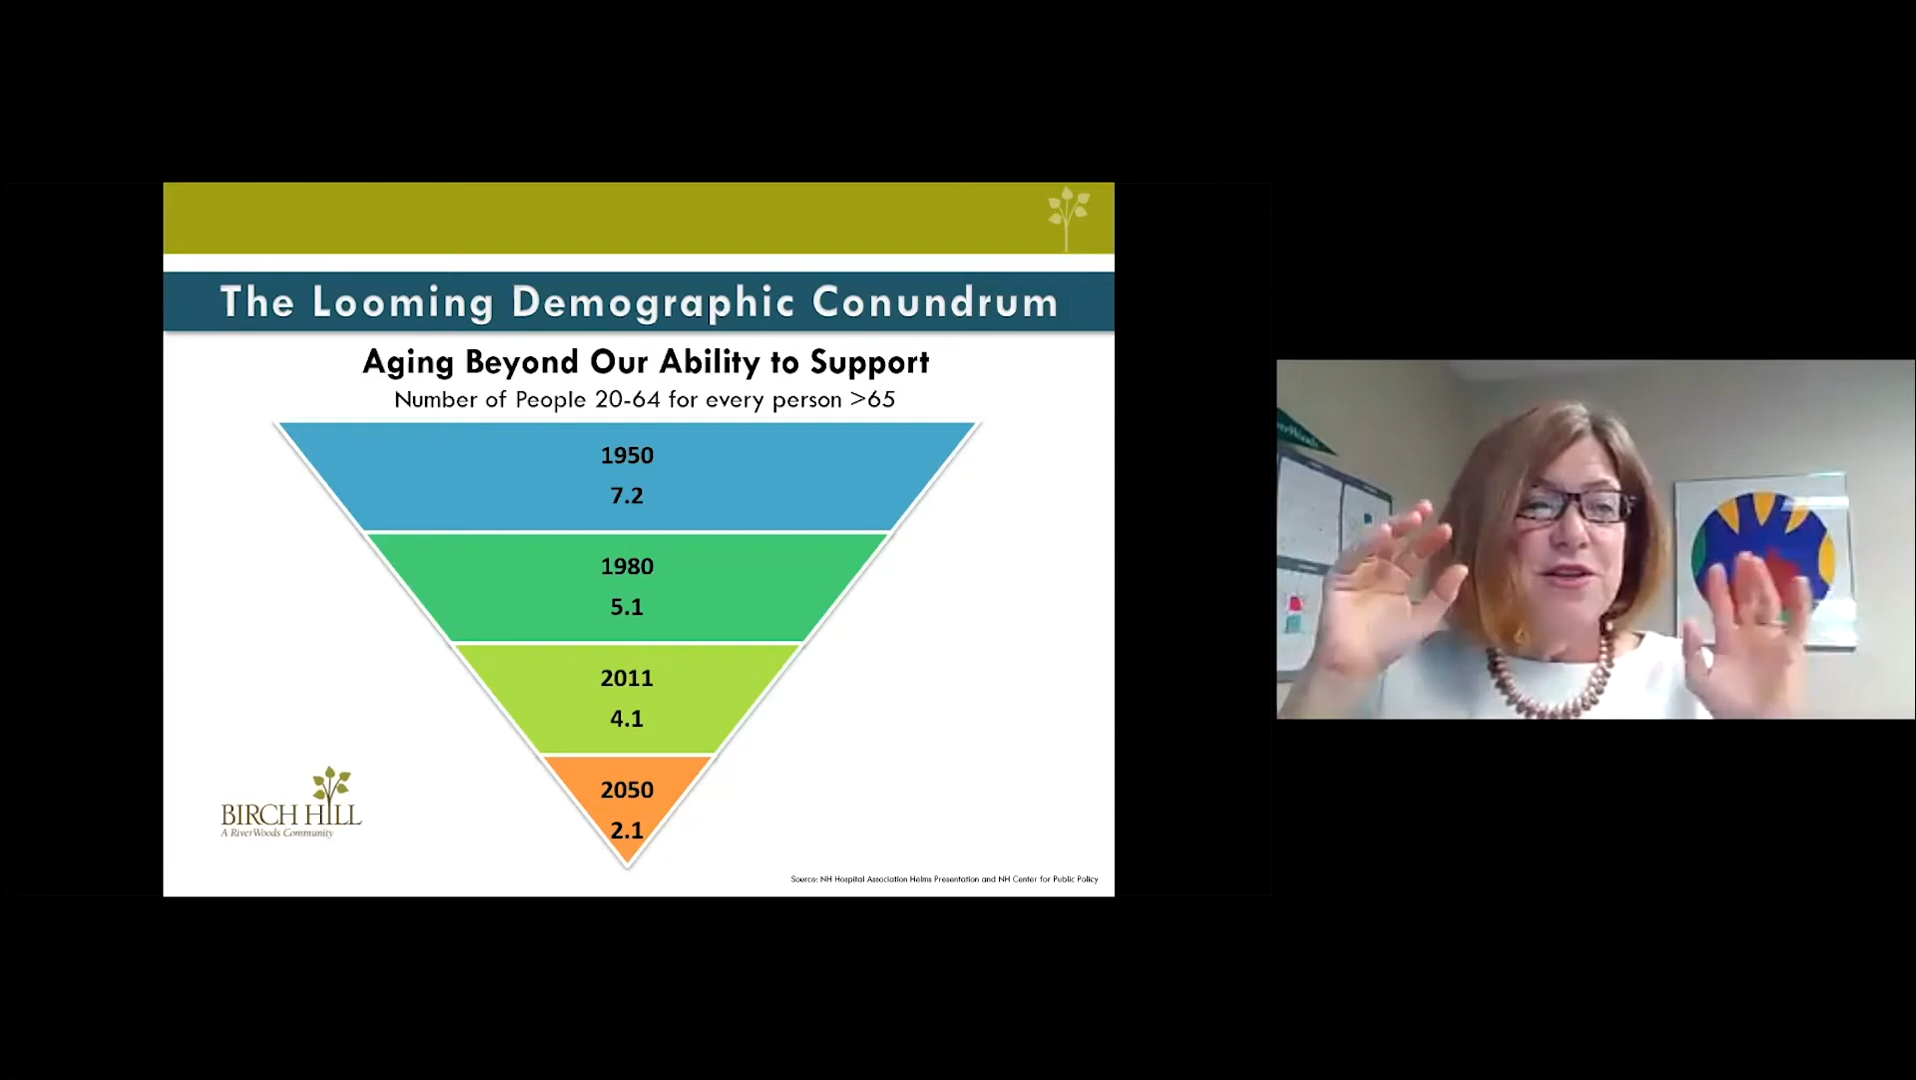 The Looming Demographic Conundrum
Aging Beyond Our Ability to Support
Number of People 20-64 for every person >65
1950
7.2
1980
5.1
2011
4.1
2050
2.1
BIRCH HILL
A RiverWoods Community
Source: NH Hospital Association Helms Presentation and NH Center for Public Policy